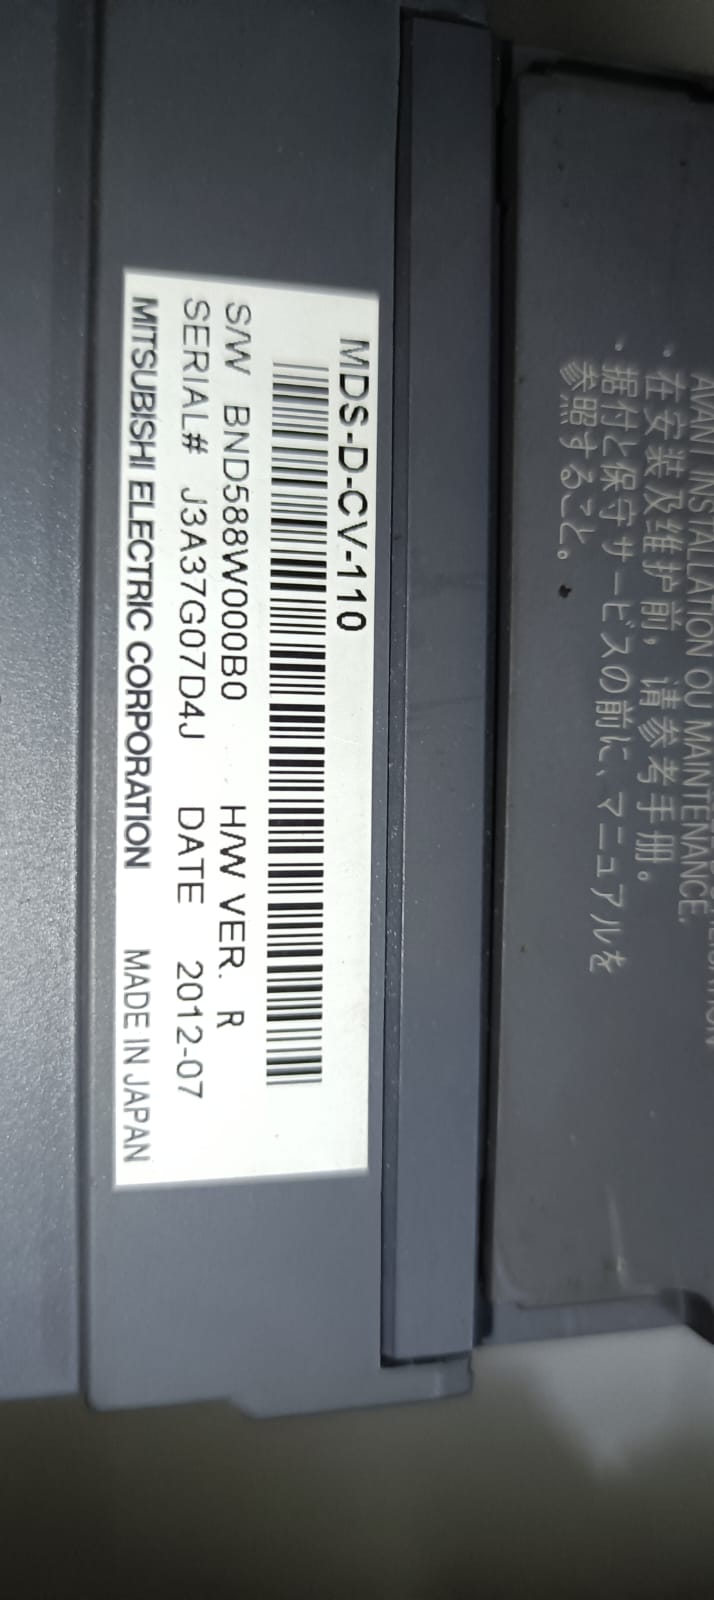 MDS-D-CV-110
S/W BND588W000B0 H/W VER. R
SERIAL# J3A37G07D4J DATE 2012-07
MITSUBISHI ELECTRIC CORPORATION MADE IN JAPAN
AVANT INSTALLATION OU MAINTENANCE.
・在安装及维护前，请参考手册。
・据付と保守サービスの前に、マニュアルを
参照すること。